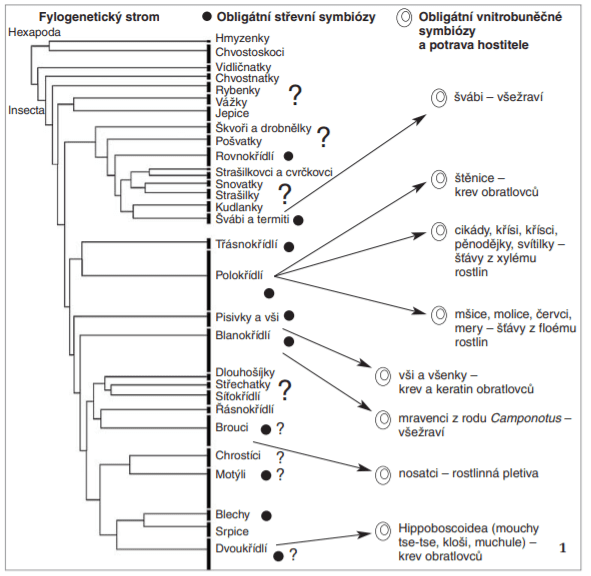 Fylogenetický strom
Obligátní střevní symbiózy
Obligátní vnitrobuněčné
symbiózy
a potrava hostitele
Hexapoda
Insecta
Hmyzenky
Chvostoskoci
Vidličnatky
Chvostnatky
Rybenky
Vážky
Jepice
?
Škvoři a drobnělky
Pošvatky
?
Rovnokřídlí
Strašilkovci a cvrčkovci
Snovatky
Strašilky
?
Kudlanky
Švábi a termiti
Třásnokřídlí
Polokřídlí
Pisivky a vši
Blanokřídlí
Dlouhošíjky
Střechatky
Síťokřídlí
?
Řásnokřídlí
Brouci
?
Chrostíci
?
Motýli
?
Blechy
Srpice
Dvoukřídlí
?
švábi – všežraví
štěnice –
krev obratlovců
cikády, křísi, křísci,
pěnodějky, svítilky –
šťávy z xylému
rostlin
mšice, molice, červci,
mery – šťávy z floému
rostlin
vši a všenky –
krev a keratin obratlovců
mravenci z rodu Camponotus –
všežraví
nosatci – rostlinná pletiva
Hippoboscoidea (mouchy
tse-tse, kloši, muchule) –
krev obratlovců
1